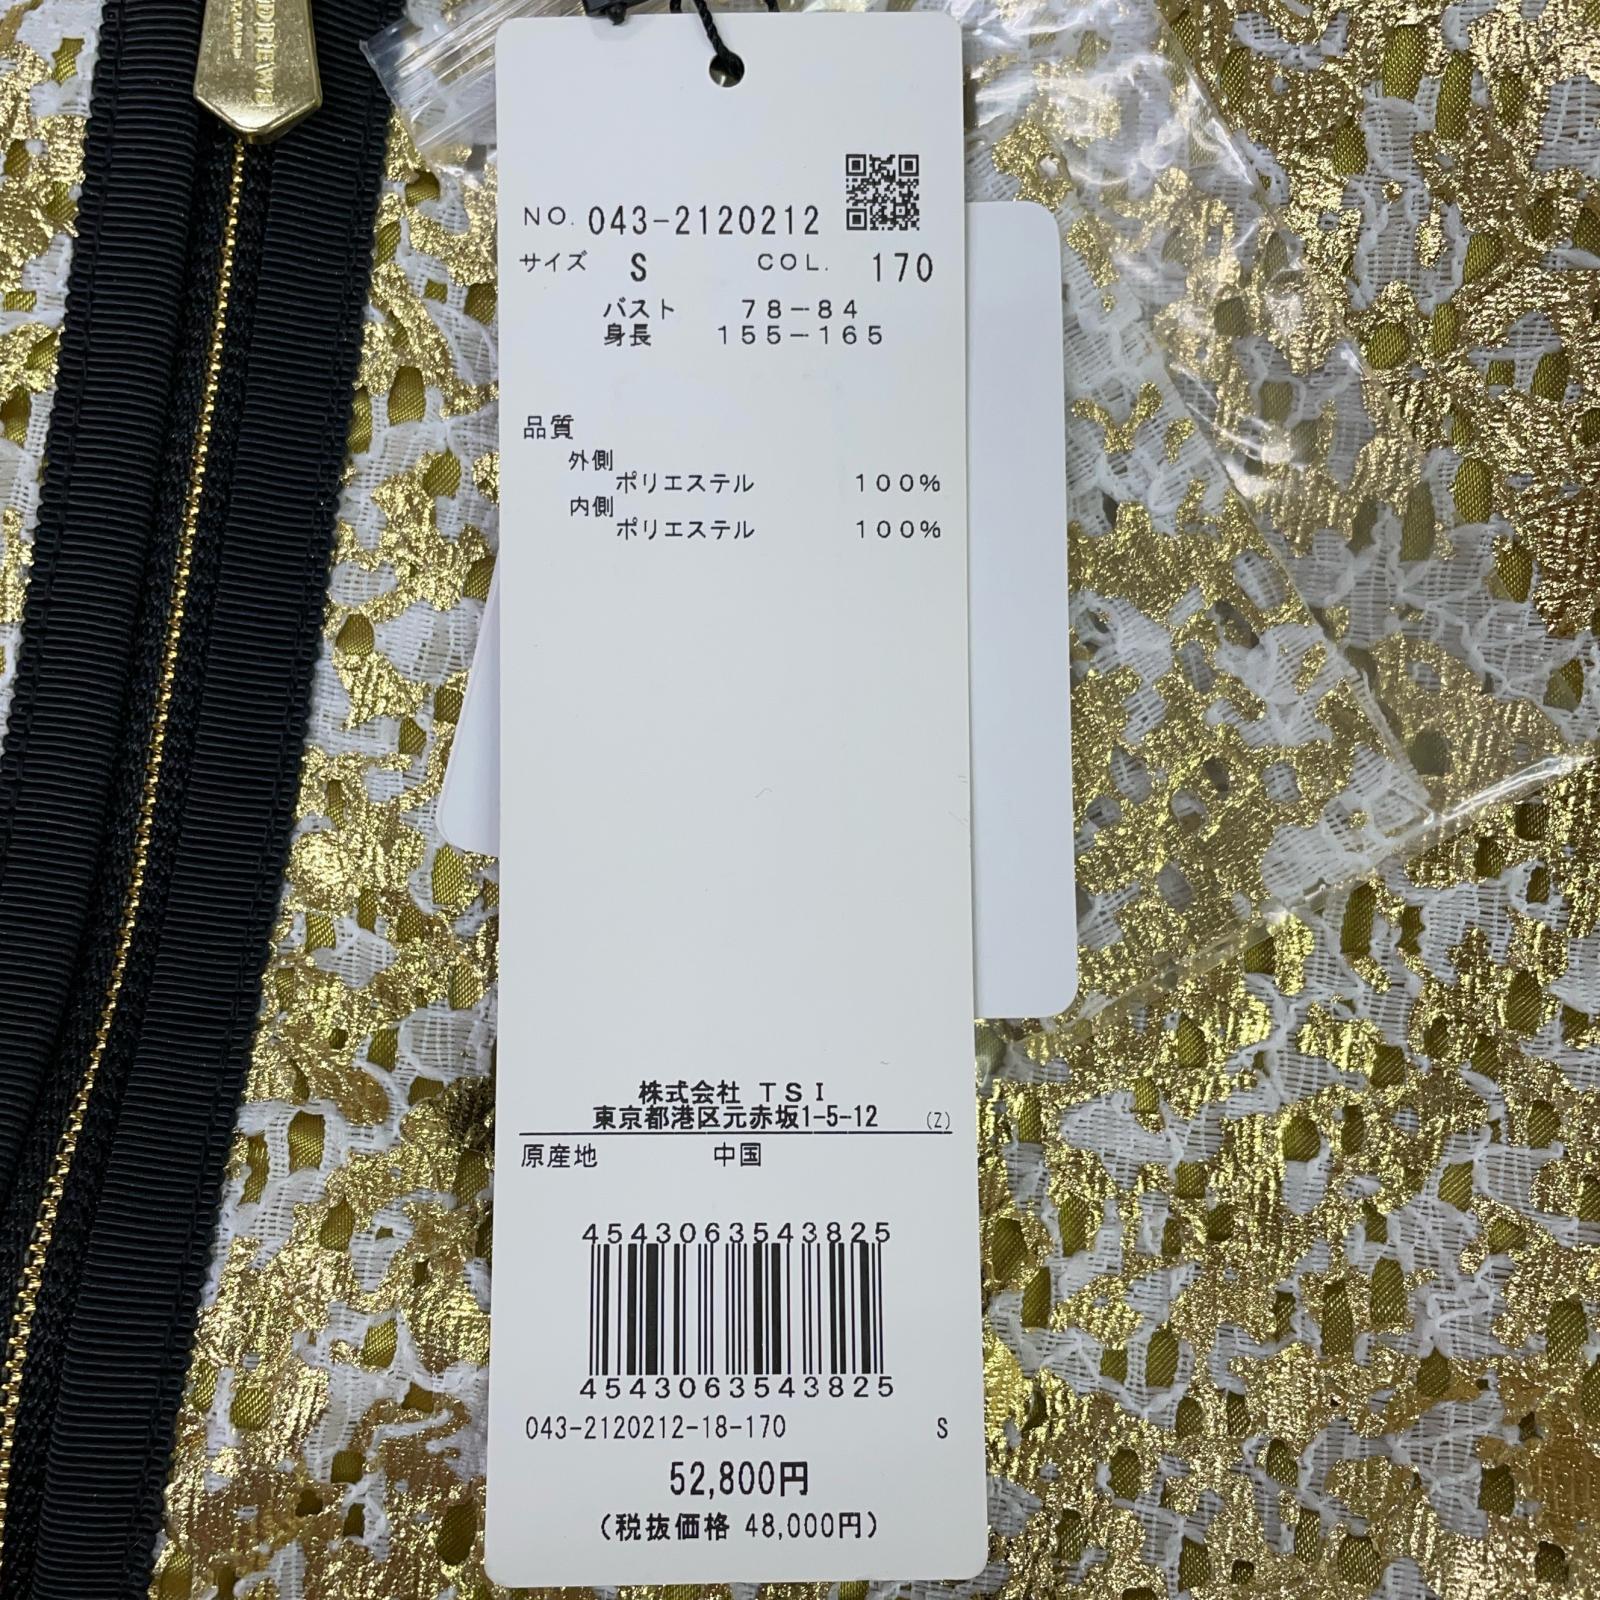 NO. 043-2120212
サイズ S COL. 170
バスト 78-84
身長 155-165
品質
外側
ポリエステル 100%
内側
ポリエステル 100%
株式会社 TSI
東京都港区元赤坂1-5-12 (Z)
原産地 中国
4543063543825
4543063543825
043-2120212-18-170 S
52,800円
(税抜価格 48,000円)